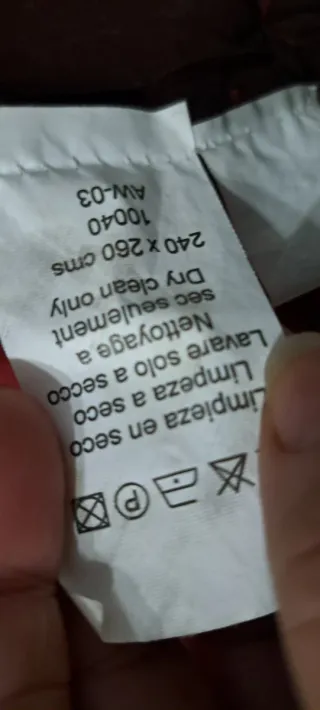 P
Limpieza en seco
Limpeza a seco
Lavare solo a secco
Nettoyage a
sec seulement
Dry clean only
240 x 260 cms
10040
AW-03